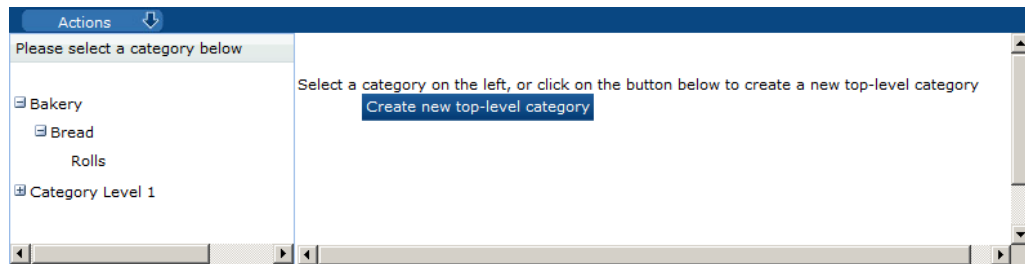 Actions
Please select a category below
Select a category on the left, or click on the button below to create a new top-level category
Create new top-level category
Bakery
Bread
Rolls
Category Level 1